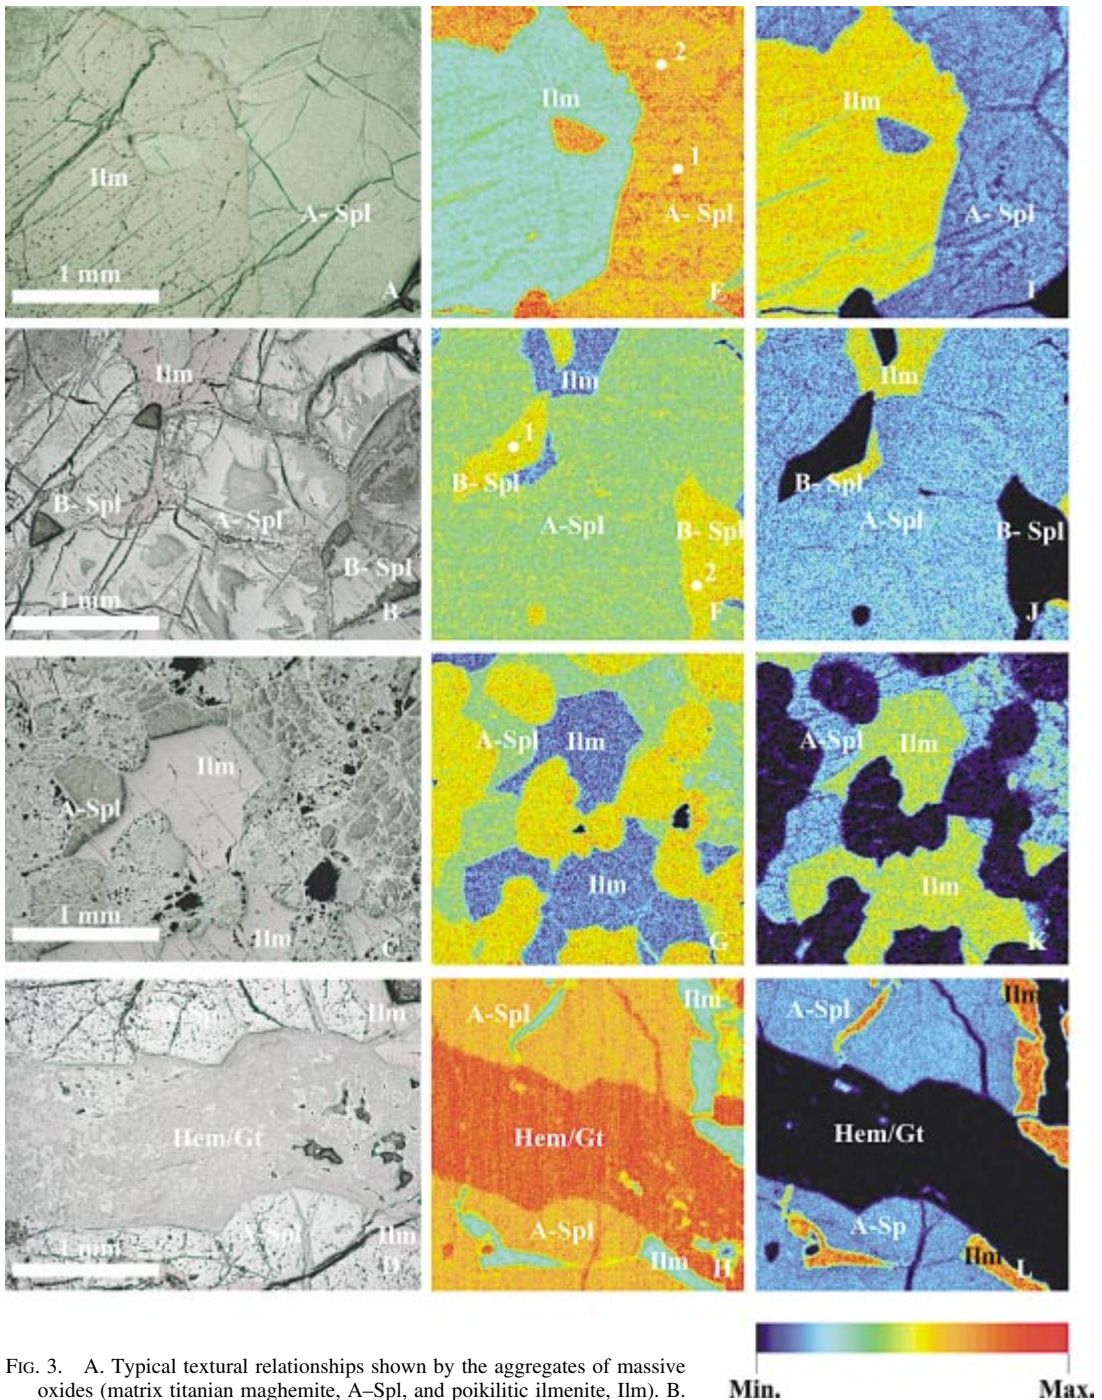 Ilm
A- Spl
1 mm
A
2
Ilm
1
A- Spl
E
Ilm
A- Spl
I
Ilm
B- Spl
A- Spl
B- Spl
1 mm
B
Ilm
1
B- Spl
A-Spl
B- Spl
2
F
Ilm
B- Spl
A-Spl
B- Spl
J
Ilm
A-Spl
1 mm
Ilm
C
A-Spl
Ilm
Ilm
G
A-Spl
Ilm
Ilm
K
Ilm
Hem/Gt
A-Spl
Ilm
1 mm
D
A-Spl
Ilm
Hem/Gt
A-Spl
Ilm
H
A-Spl
Ilm
Hem/Gt
A-Sp
Ilm
L
Min.
Max.
FIG. 3. A. Typical textural relationships shown by the aggregates of massive
oxides (matrix titanian maghemite, A–Spl, and poikilitic ilmenite, Ilm). B.